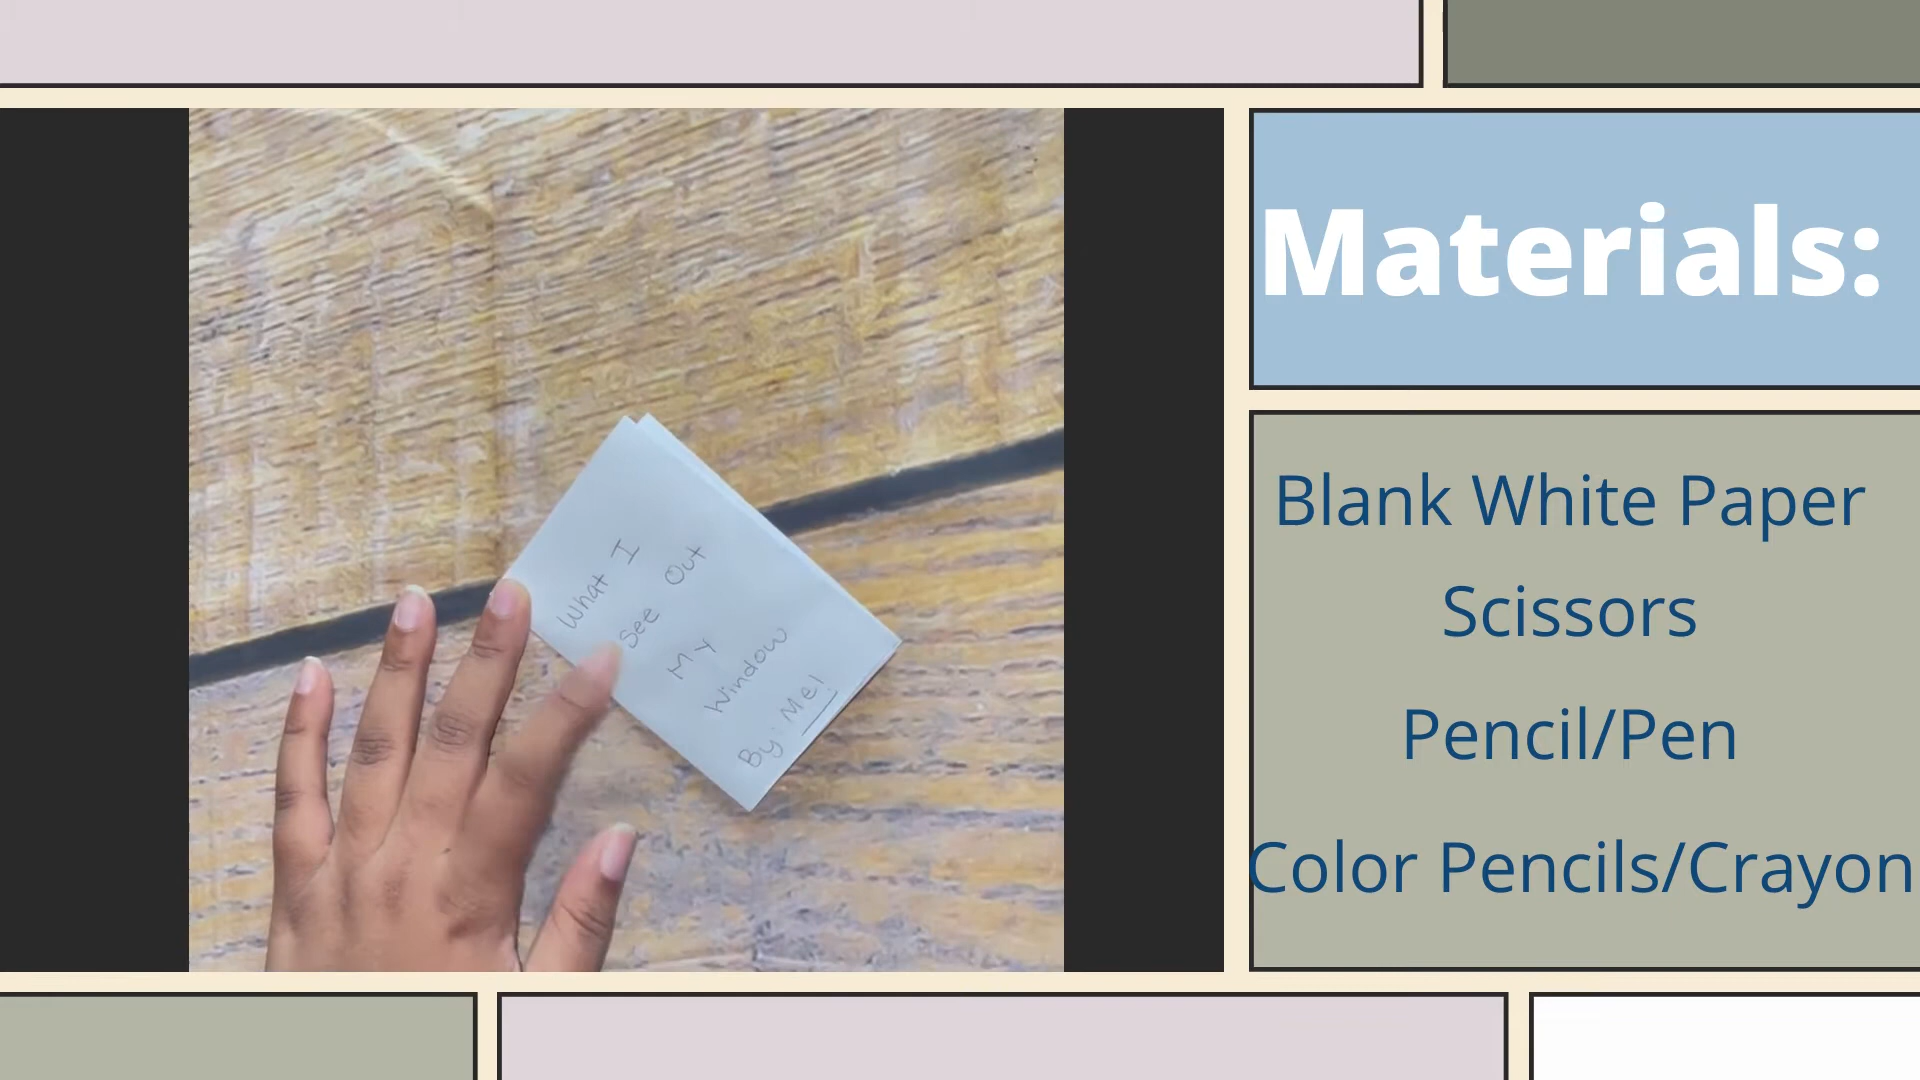 What I
See Out
My
Window
By: Me!
Materials:
Blank White Paper
Scissors
Pencil/Pen
Color Pencils/Crayon